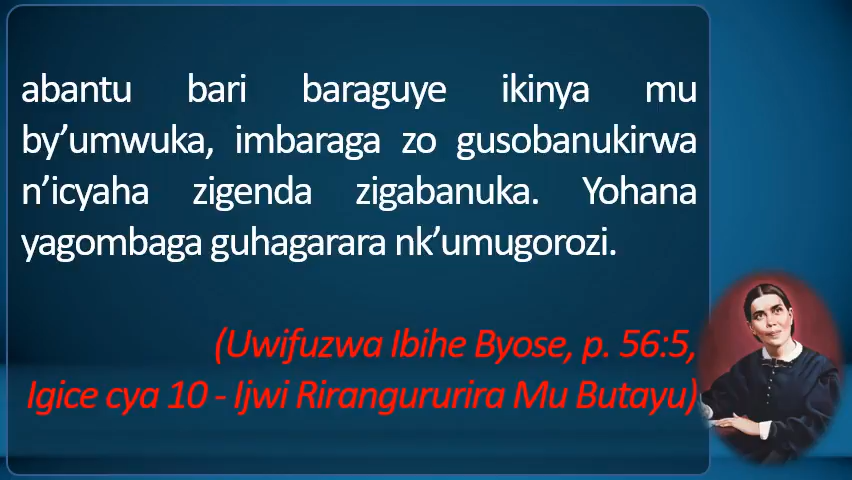 abantu bari baraguye ikinya mu
by’umwuka, imbaraga zo gusobanukirwa
n’icyaha zigenda zigabanuka. Yohana
yagombaga guhagarara nk’umugorozi.
(Uwifuzwa Ibihe Byose, p. 56:5,
Igice cya 10 - Ijwi Rirangururira Mu Butayu)